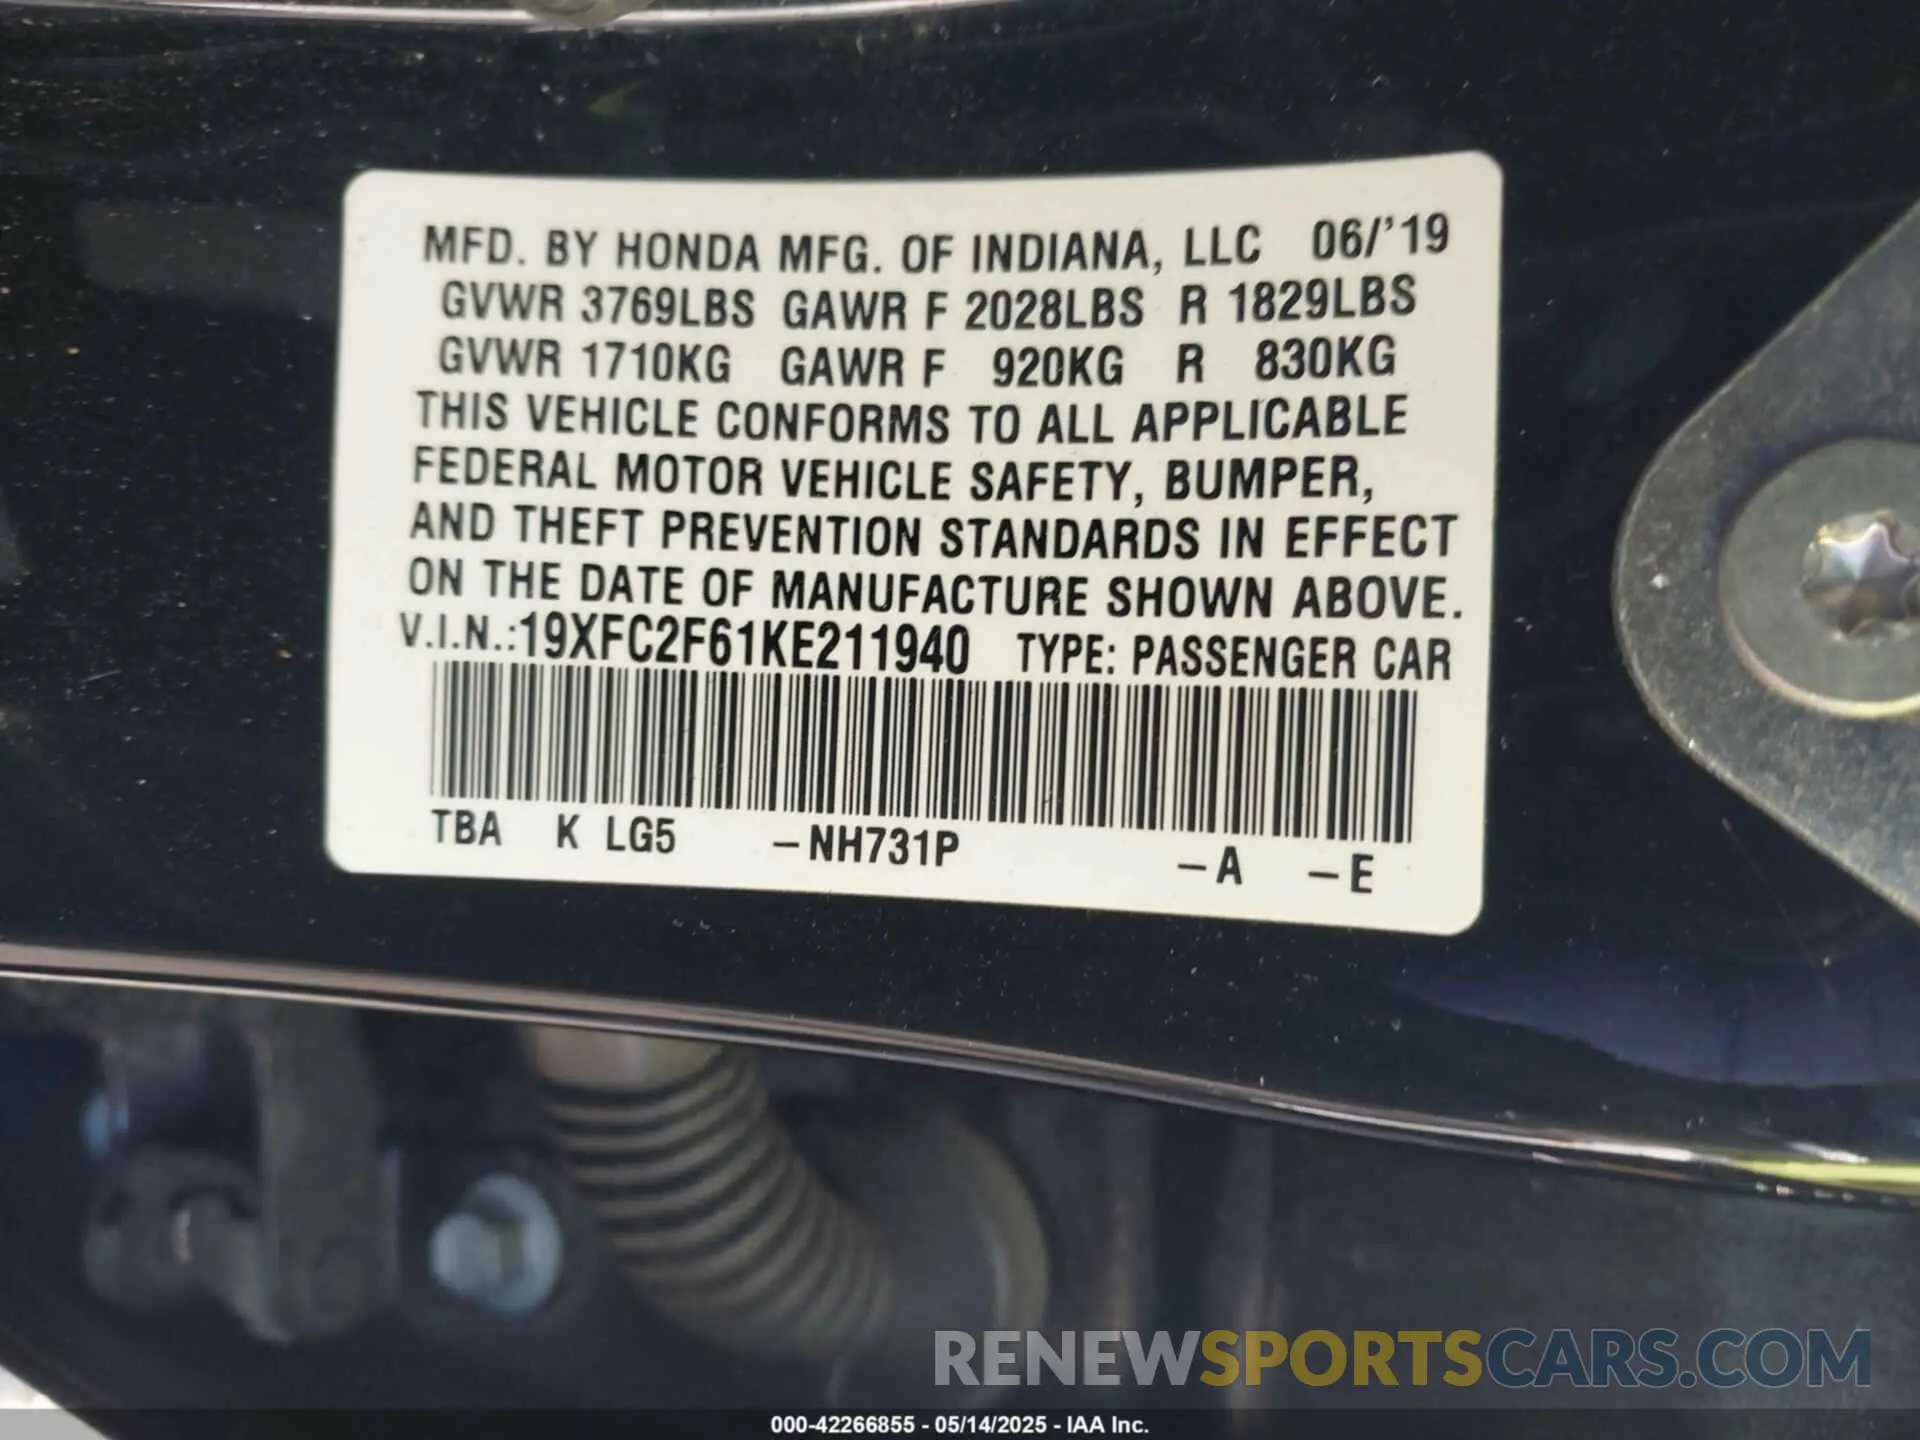 MFD. BY HONDA MFG. OF INDIANA, LLC 06/'19
GVWR 3769LBS GAWR F 2028LBS R 1829LBS
GVWR 1710KG GAWR F 920KG R 830KG
THIS VEHICLE CONFORMS TO ALL APPLICABLE
FEDERAL MOTOR VEHICLE SAFETY, BUMPER,
AND THEFT PREVENTION STANDARDS IN EFFECT
ON THE DATE OF MANUFACTURE SHOWN ABOVE.
V.I.N.:19XFC2F61KE211940 TYPE: PASSENGER CAR
TBA K LG5 -NH731P -A -E
RENEWSPORTSCARS.COM
000-42266855 - 05/14/2025 - IAA Inc.